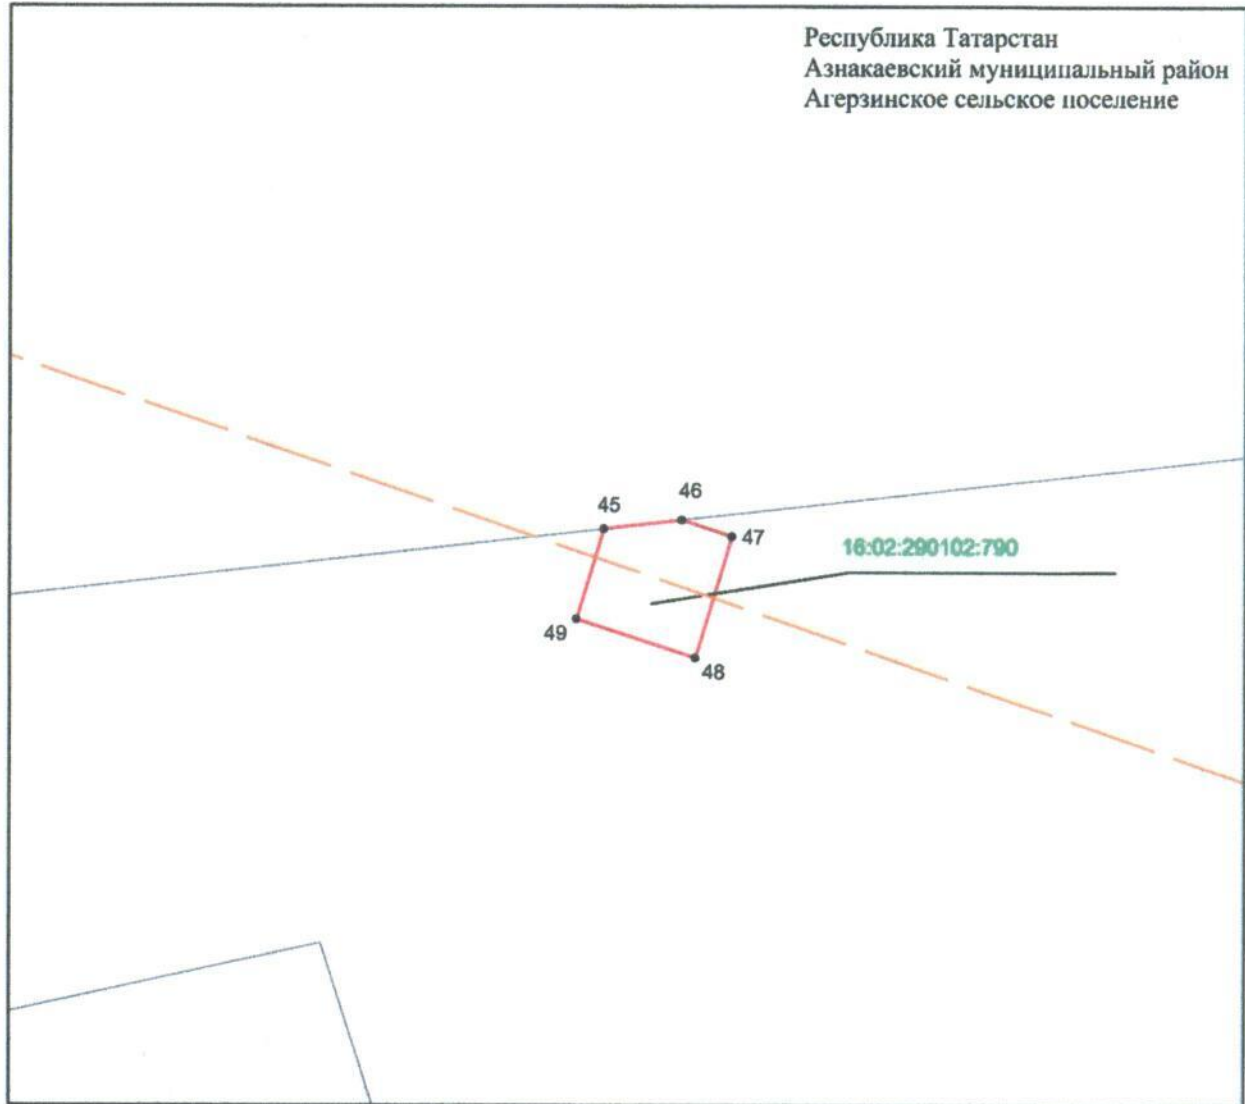 Республика Татарстан
Азнакаевский муниципальный район
Агерзинское сельское поселение
46
45
47
16:02:290102:790
49
48